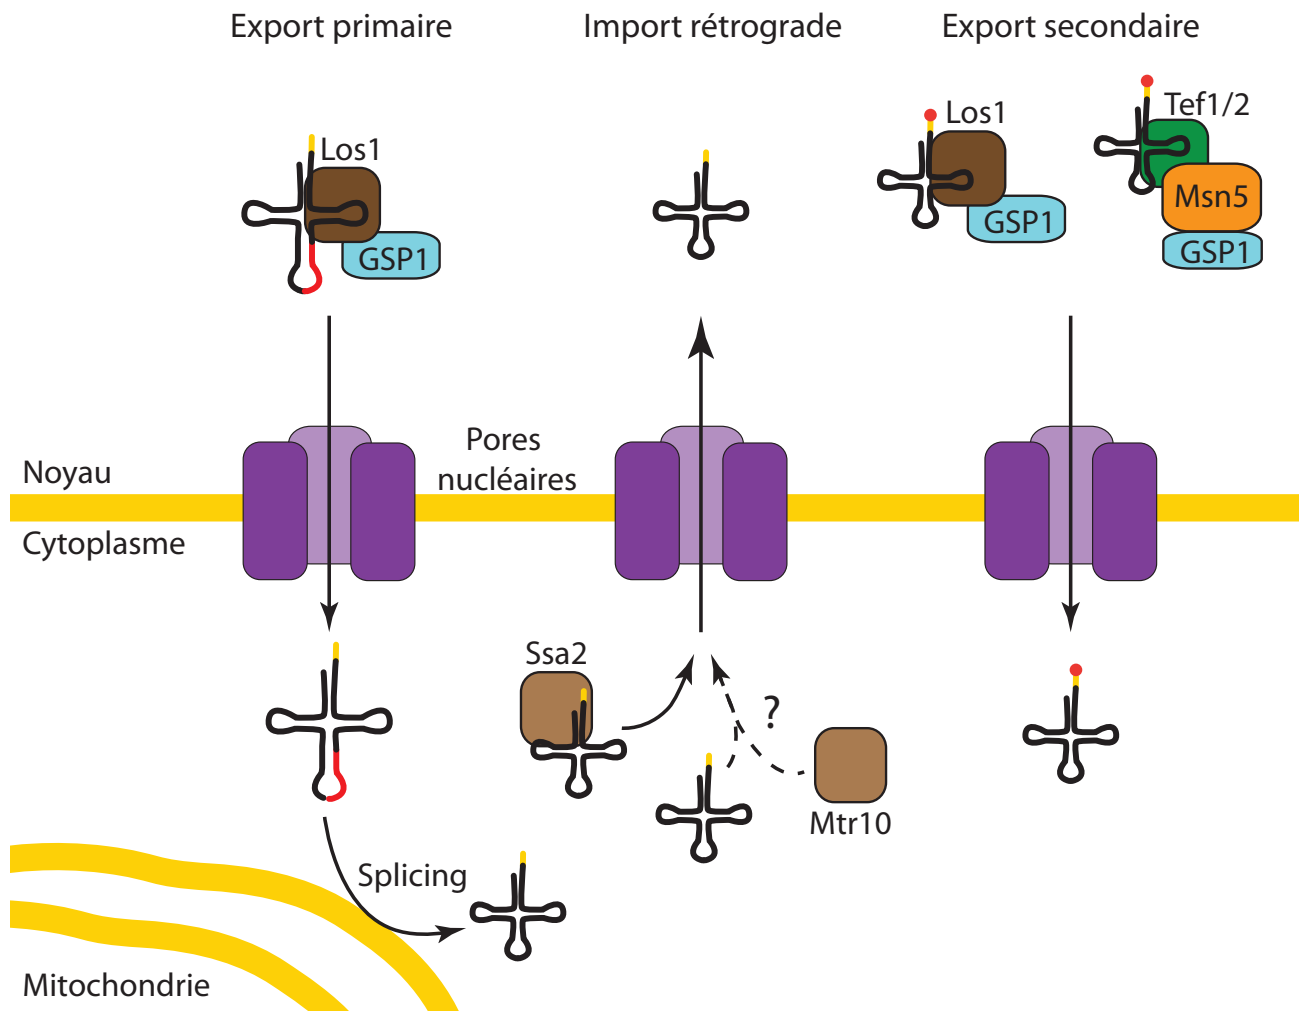 Export primaire
Import rétrograde
Export secondaire
Los1
GSP1
Los1
GSP1
Tef1/2
Msn5
GSP1
Pores
nucléaires
Noyau
Cytoplasme
Ssa2
?
Mtr10
Splicing
Mitochondrie